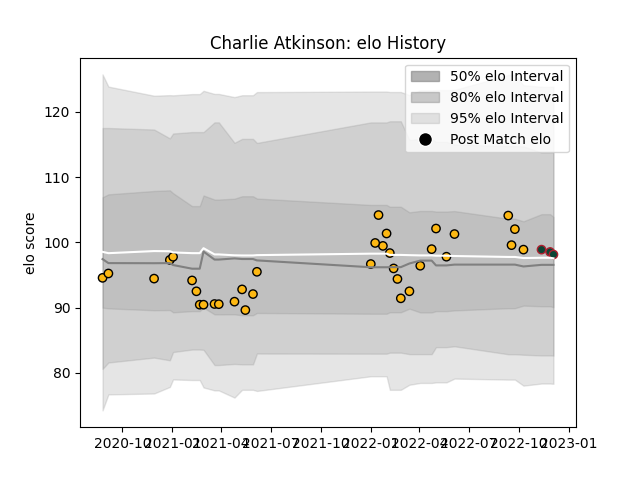 Charlie Atkinson: elo History
50% elo Interval
80% elo Interval
95% elo Interval
Post Match elo
elo score
120
110
100
90
80
2020-10 2021-01 2021-04 2021-07 2021-10 2022-01 2022-04 2022-07 2022-10 2023-01